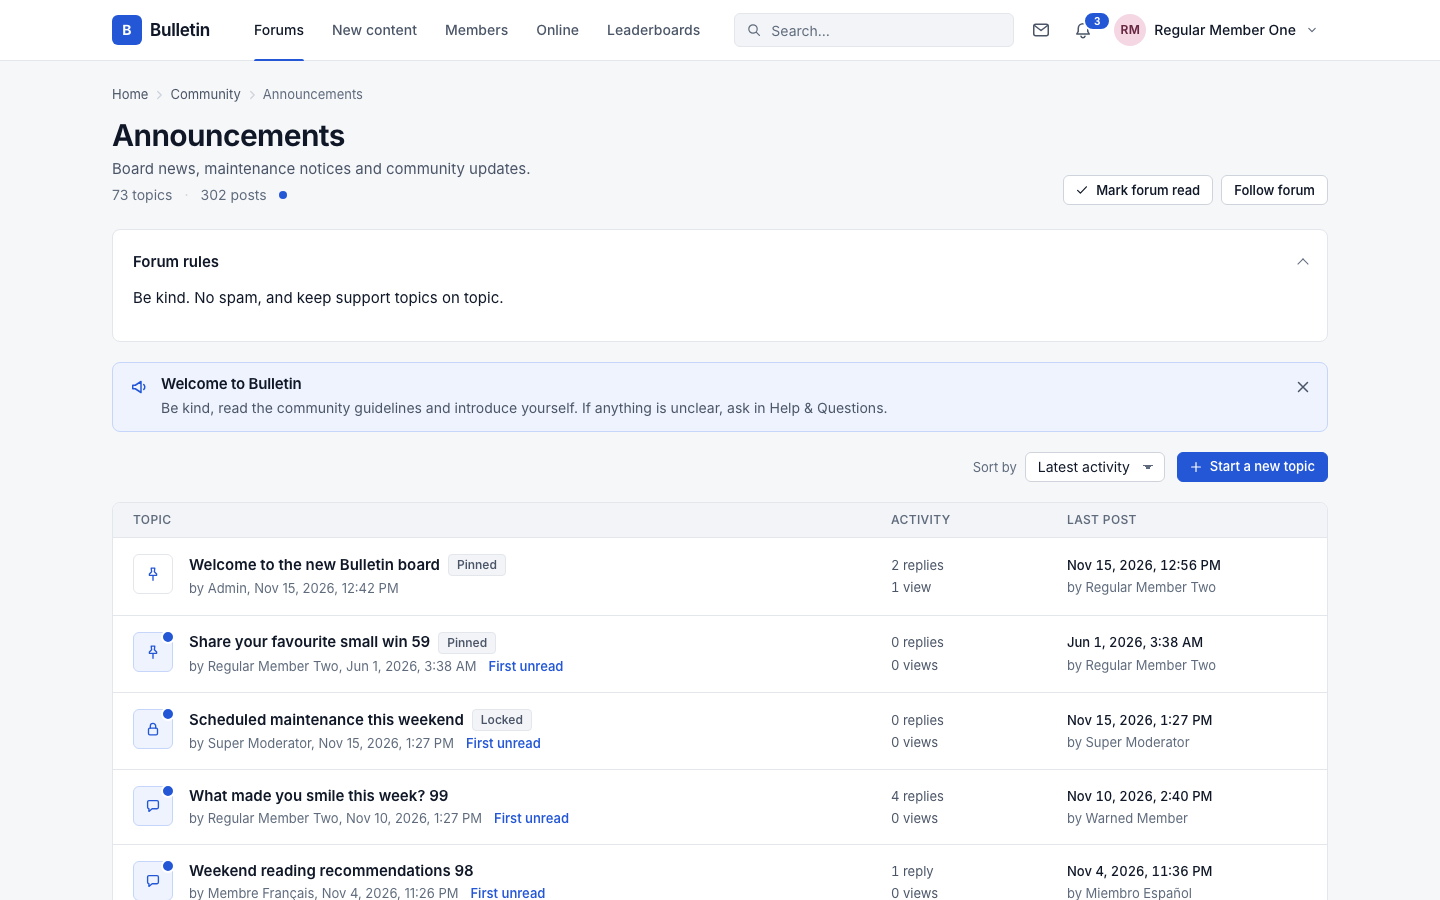 B Bulletin Forums New content Members Online Leaderboards Search... 3 RM Regular Member One
Home Community Announcements
Announcements
Board news, maintenance notices and community updates.
73 topics · 302 posts
Mark forum read Follow forum
Forum rules
Be kind. No spam, and keep support topics on topic.
Welcome to Bulletin
Be kind, read the community guidelines and introduce yourself. If anything is unclear, ask in Help & Questions.
Sort by Latest activity Start a new topic
TOPIC ACTIVITY LAST POST
Welcome to the new Bulletin board Pinned 2 replies Nov 15, 2026, 12:56 PM
by Admin, Nov 15, 2026, 12:42 PM 1 view by Regular Member Two
Share your favourite small win 59 Pinned 0 replies Jun 1, 2026, 3:38 AM
by Regular Member Two, Jun 1, 2026, 3:38 AM First unread 0 views by Regular Member Two
Scheduled maintenance this weekend Locked 0 replies Nov 15, 2026, 1:27 PM
by Super Moderator, Nov 15, 2026, 1:27 PM First unread 0 views by Super Moderator
What made you smile this week? 99 4 replies Nov 10, 2026, 2:40 PM
by Regular Member Two, Nov 10, 2026, 1:27 PM First unread 0 views by Warned Member
Weekend reading recommendations 98 1 reply Nov 4, 2026, 11:36 PM
by Membre Français, Nov 4, 2026, 11:26 PM First unread 0 views by Miembro Español